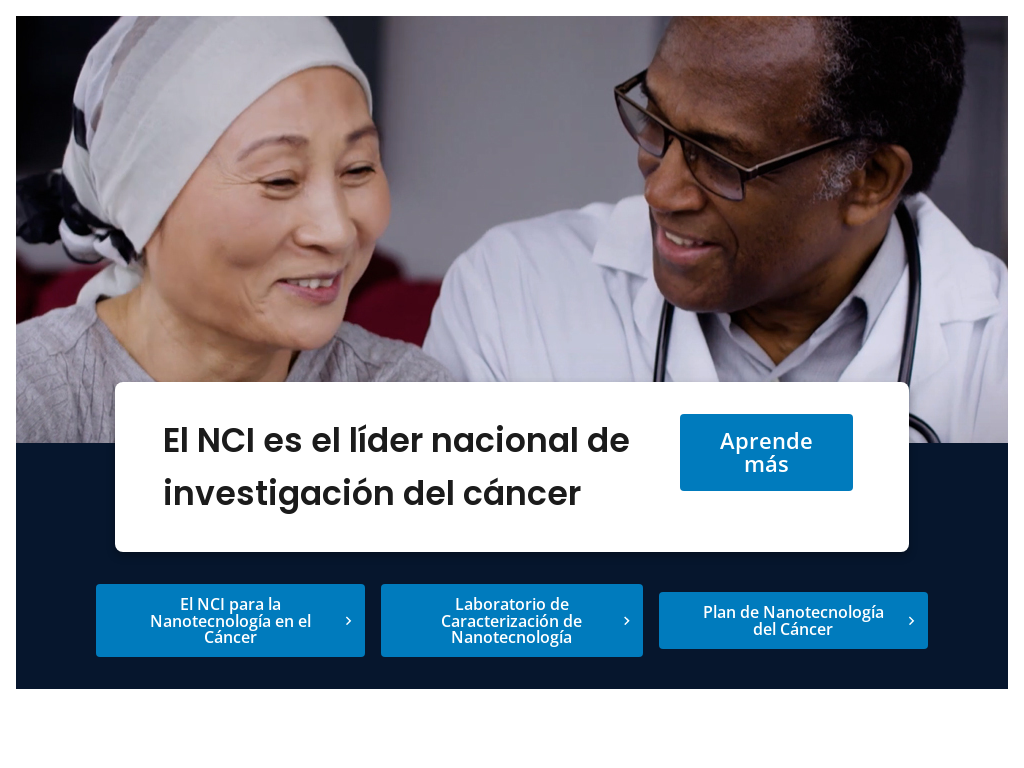 El NCI es el líder nacional de
investigación del cáncer
Aprende
más
El NCI para la
Nanotecnología en el
Cáncer
Laboratorio de
Caracterización de
Nanotecnología
Plan de Nanotecnología
del Cáncer